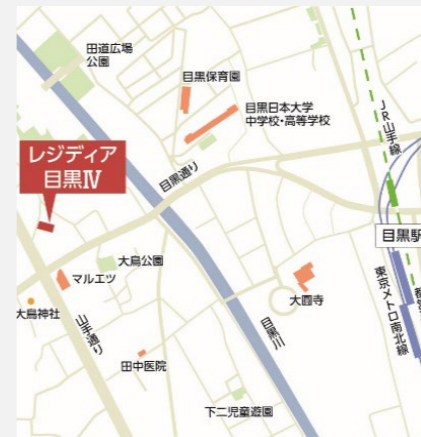 田道広場
公園
目黒保育園
目黒日本大学
中学校・高等学校
JR山手線
レジディア
目黒Ⅳ
目黒通り
目黒駅
大鳥公園
マルエツ
大鳥神社
山手通り
大圓寺
東京メトロ南北線
目黒川
田中医院
下二児童遊園